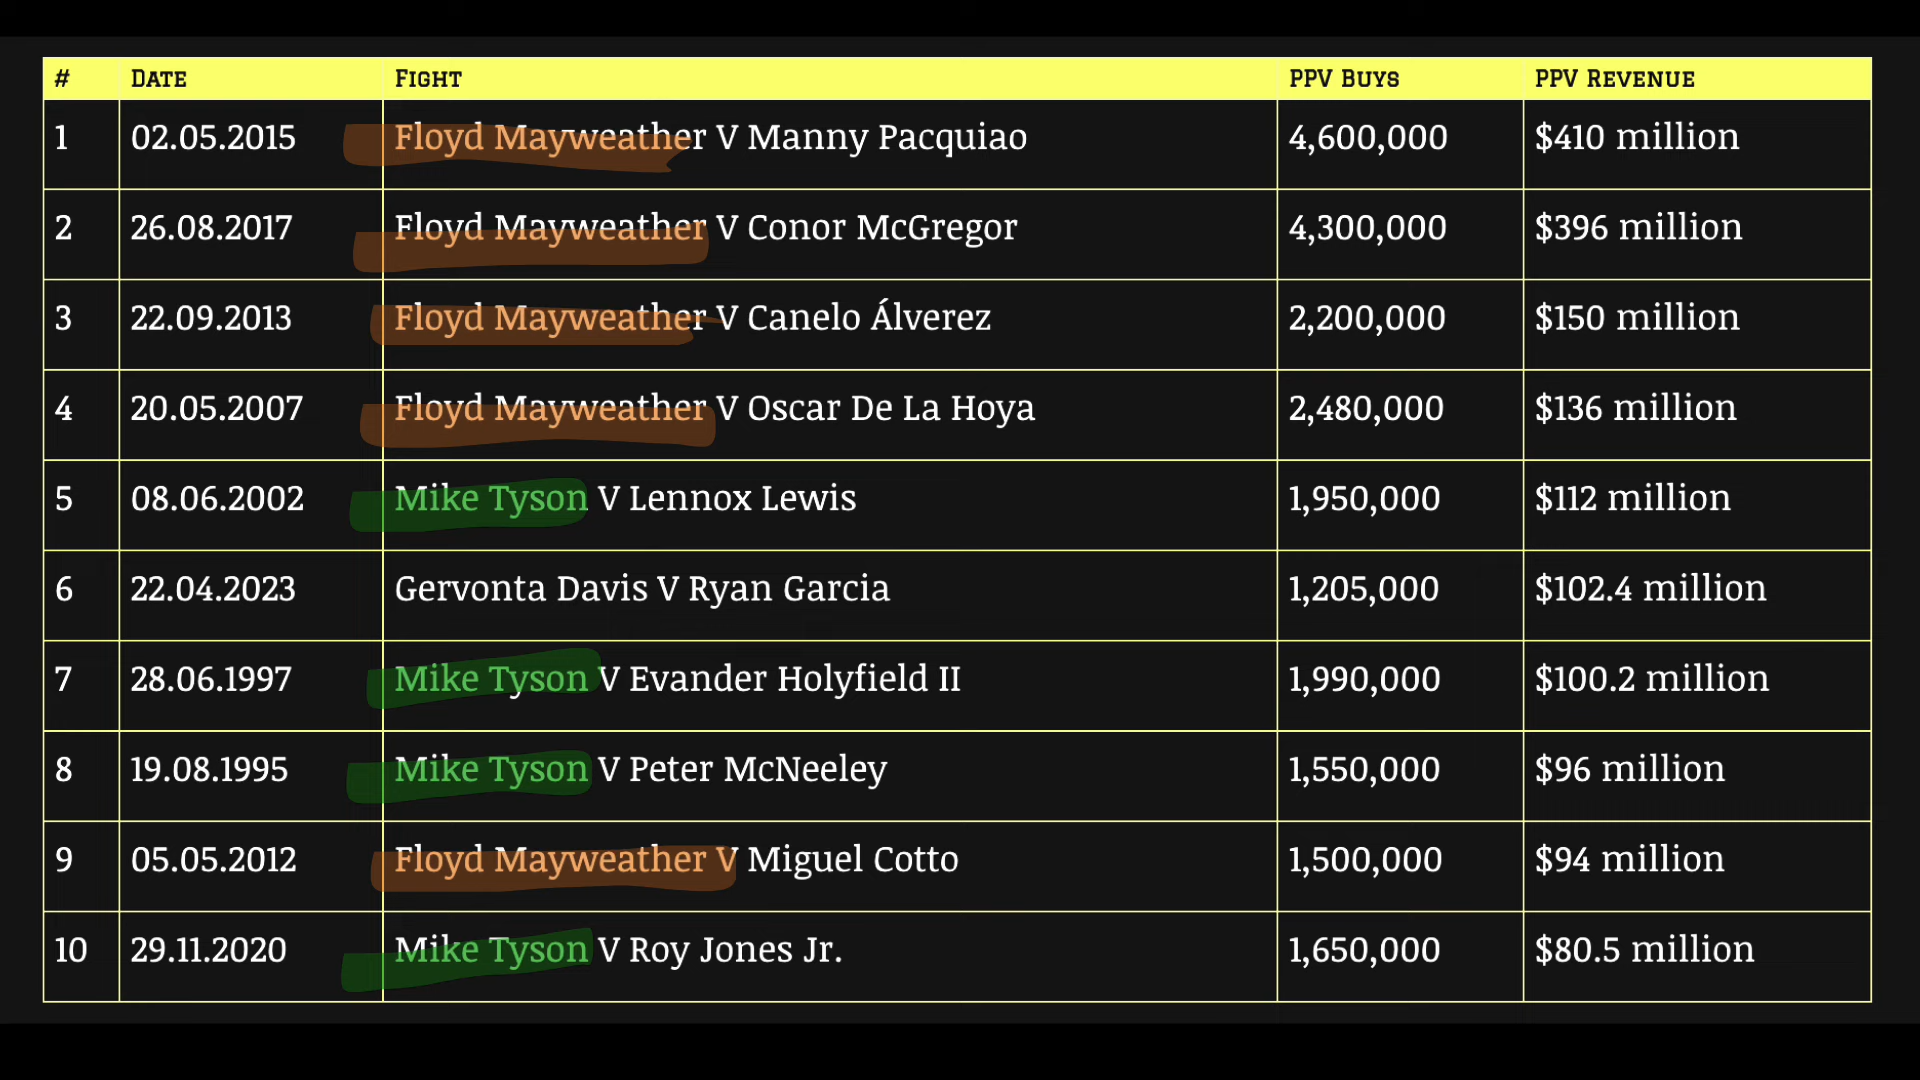 # Date Fight PPV Buys PPV Revenue
1 02.05.2015 Floyd Mayweather V Manny Pacquiao 4,600,000 $410 million
2 26.08.2017 Floyd Mayweather V Conor McGregor 4,300,000 $396 million
3 22.09.2013 Floyd Mayweather V Canelo Álverez 2,200,000 $150 million
4 20.05.2007 Floyd Mayweather V Oscar De La Hoya 2,480,000 $136 million
5 08.06.2002 Mike Tyson V Lennox Lewis 1,950,000 $112 million
6 22.04.2023 Gervonta Davis V Ryan Garcia 1,205,000 $102.4 million
7 28.06.1997 Mike Tyson V Evander Holyfield II 1,990,000 $100.2 million
8 19.08.1995 Mike Tyson V Peter McNeeley 1,550,000 $96 million
9 05.05.2012 Floyd Mayweather V Miguel Cotto 1,500,000 $94 million
10 29.11.2020 Mike Tyson V Roy Jones Jr. 1,650,000 $80.5 million